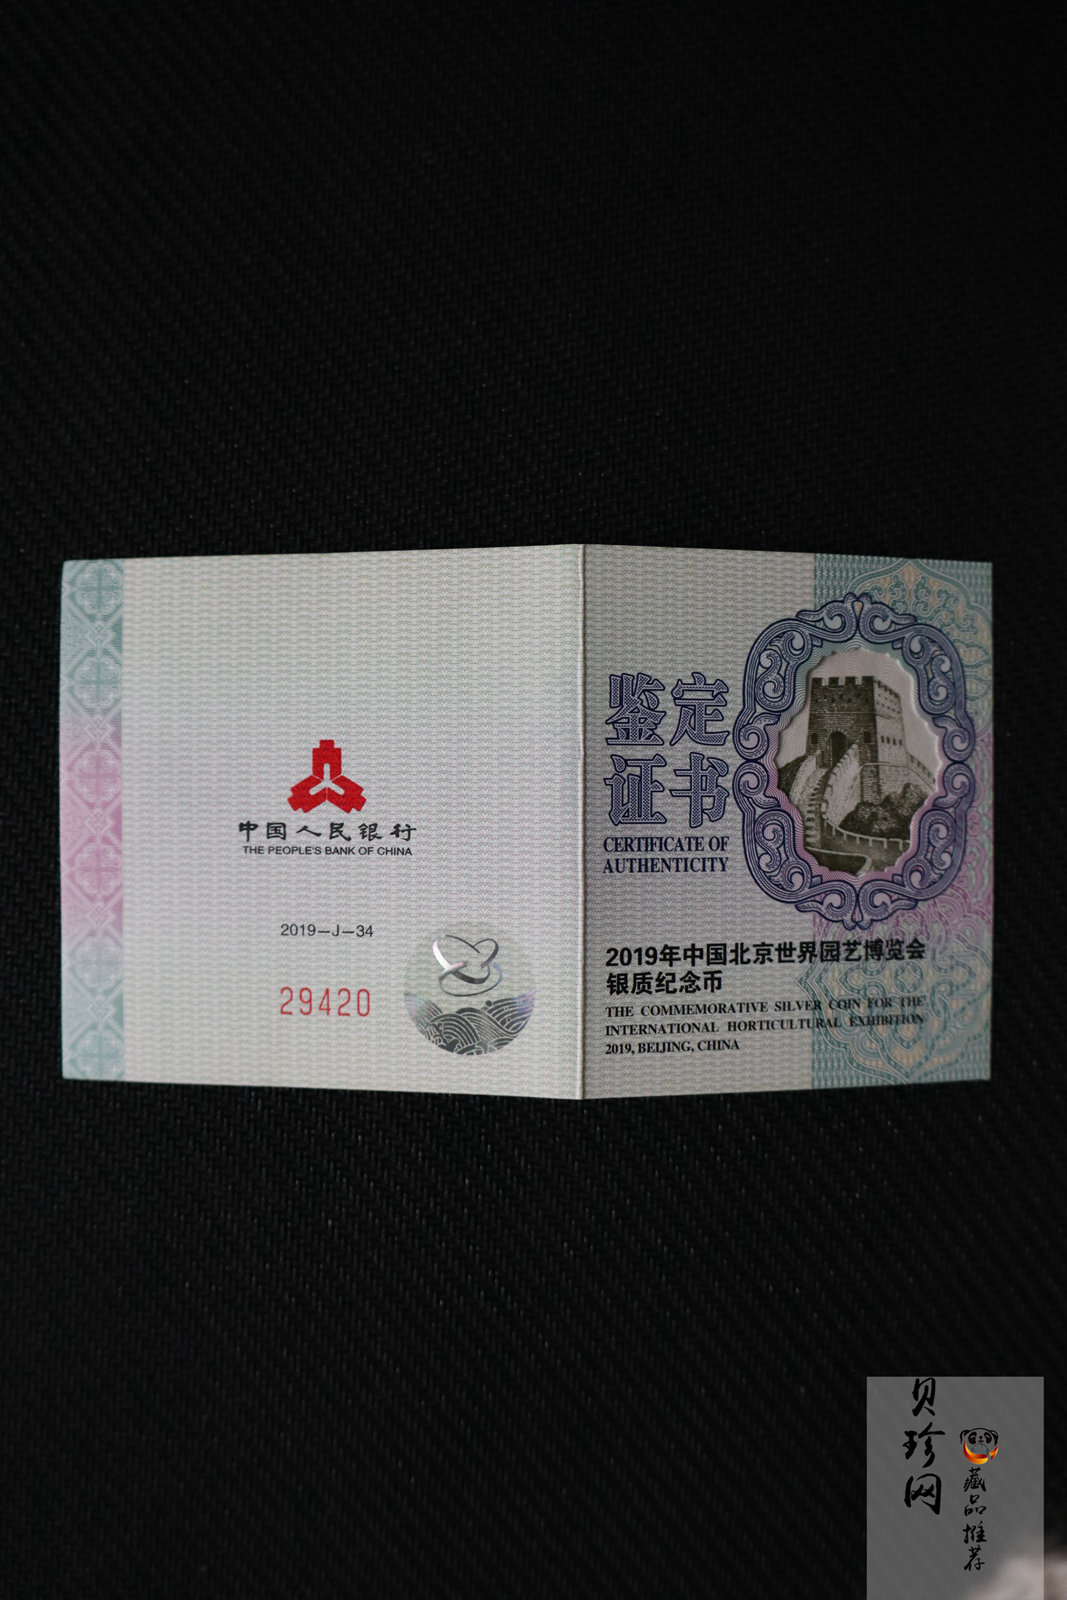 中国人民银行
THE PEOPLE'S BANK OF CHINA
2019-J-34
29420
鉴定
证书
CERTIFICATE OF
AUTHENTICITY
2019年中国北京世界园艺博览会
银质纪念币
THE COMMEMORATIVE SILVER COIN FOR THE
INTERNATIONAL HORTICULTURAL EXHIBITION
2019, BEIJING, CHINA
贝珍网
藏品推荐